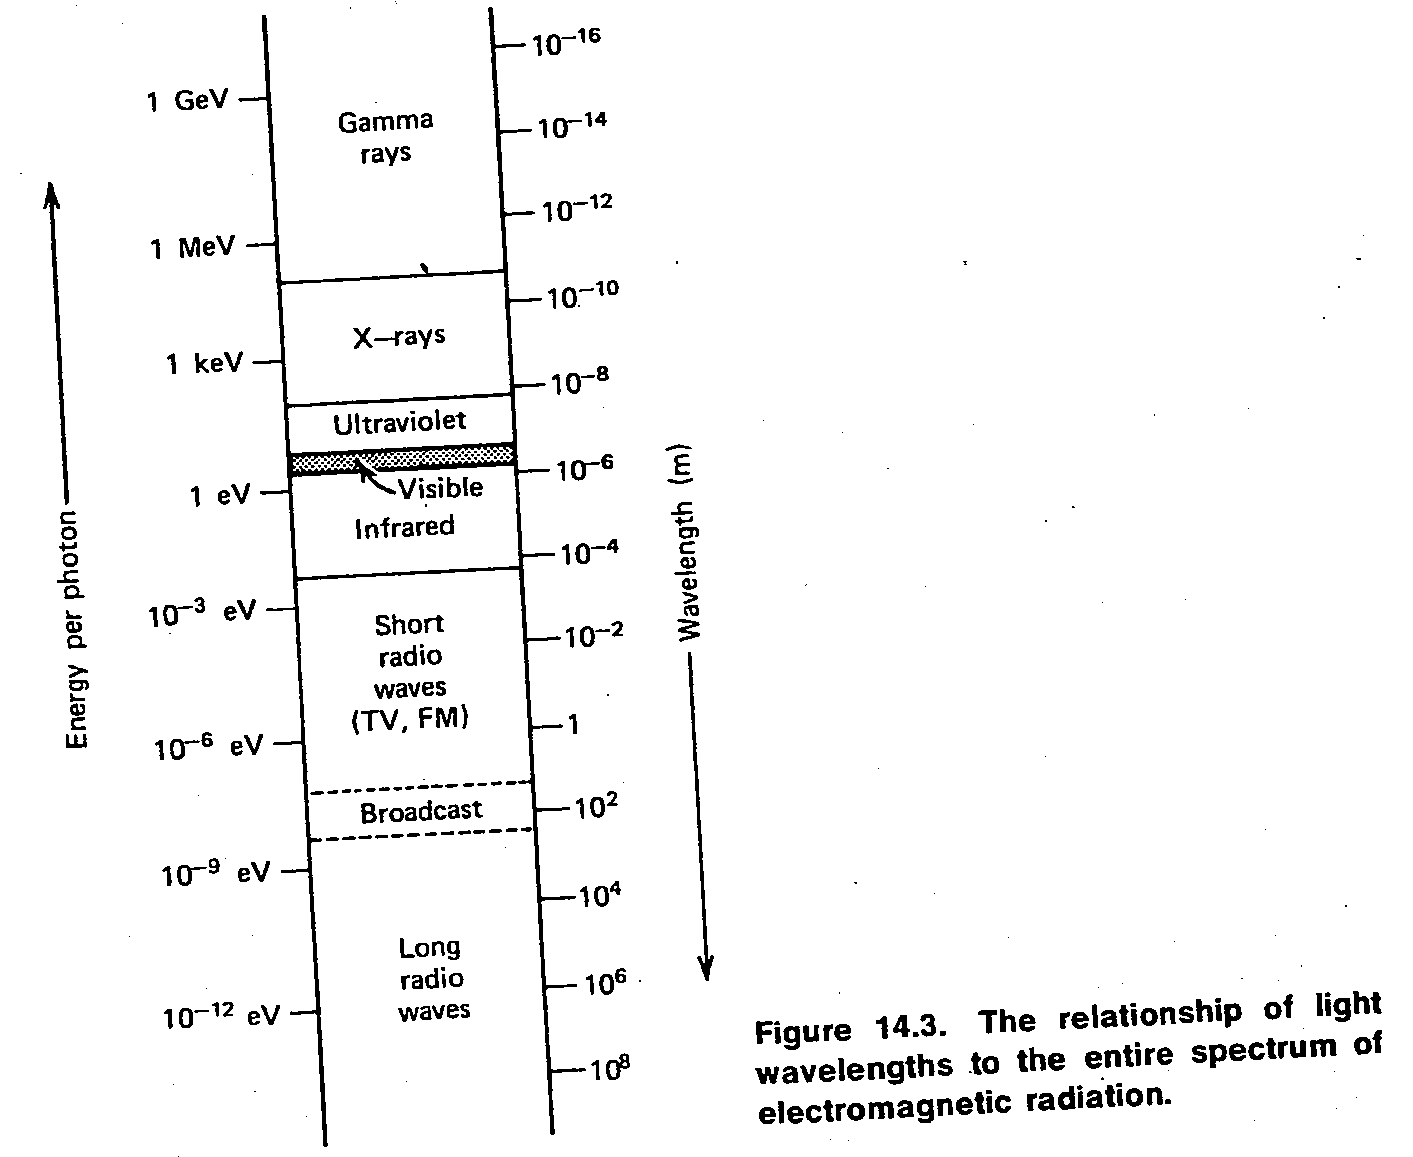 10⁻¹⁶
1 GeV
Gamma
rays
10⁻¹⁴
10⁻¹²
1 MeV
10⁻¹⁰
X-rays
1 keV
10⁻⁸
Ultraviolet
10⁻⁶
1 eV
Visible
Infrared
10⁻⁴
10⁻³ eV
Short
radio
waves
(TV, FM)
10⁻²
1
10⁻⁶ eV
Broadcast
10²
10⁻⁹ eV
10⁴
Long
radio
waves
10⁶
10⁻¹² eV
10⁸
Energy per photon
Wavelength (m)
Figure 14.3. The relationship of light
wavelengths to the entire spectrum of
electromagnetic radiation.